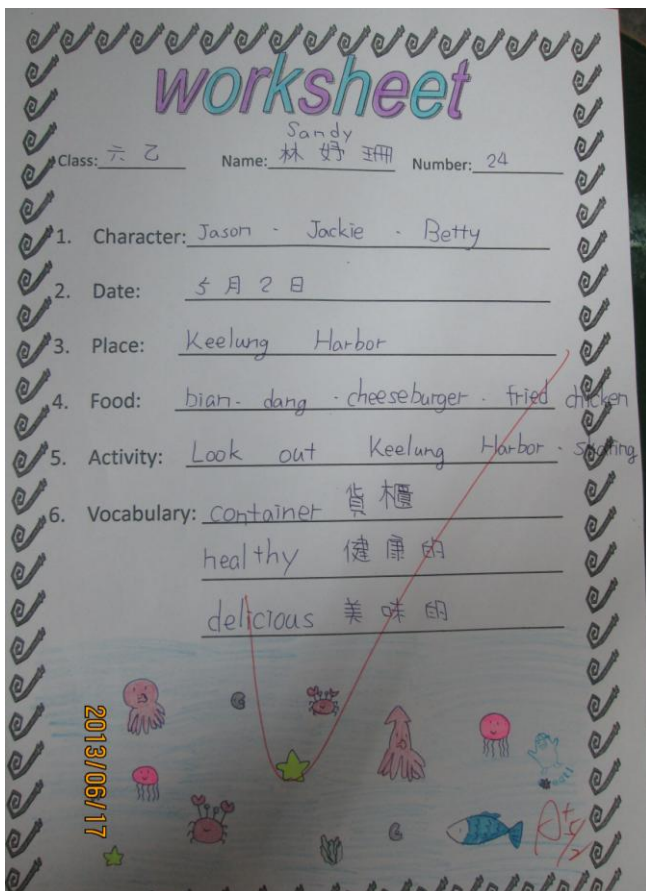 worksheet
Sandy
Class: 六 乙 Name: 林 妤 珊 Number: 24
1. Character: Jason - Jackie - Betty
2. Date: 5 月 2 日
3. Place: Keelung Harbor
4. Food: bian- dang - cheeseburger - fried chicken
5. Activity: Look out Keelung Harbor - skating
6. Vocabulary: container 貨 櫃
healthy 健 康 的
delicious 美 味 的
2013/06/17
A+
5/2